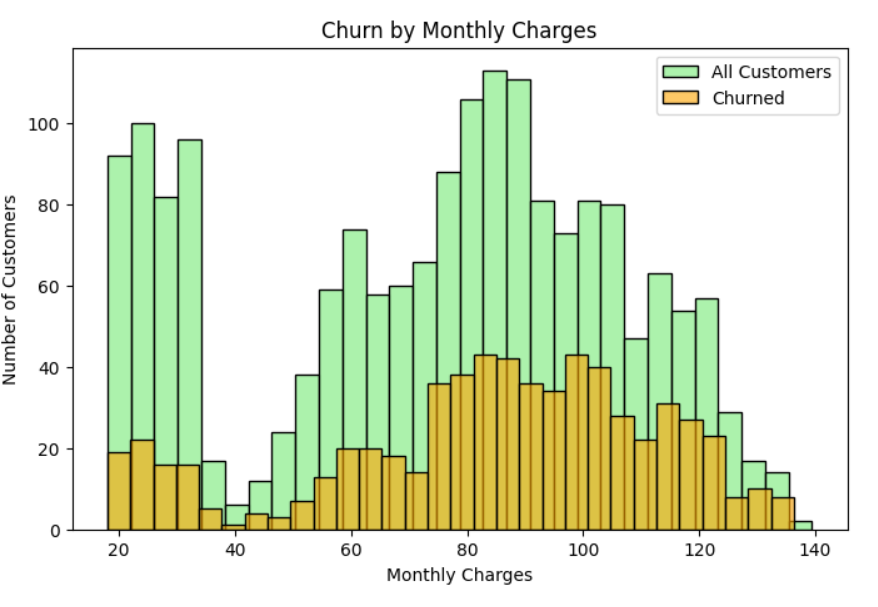 Churn by Monthly Charges
All Customers
Churned
Number of Customers
100
80
60
40
20
0
20 40 60 80 100 120 140
Monthly Charges